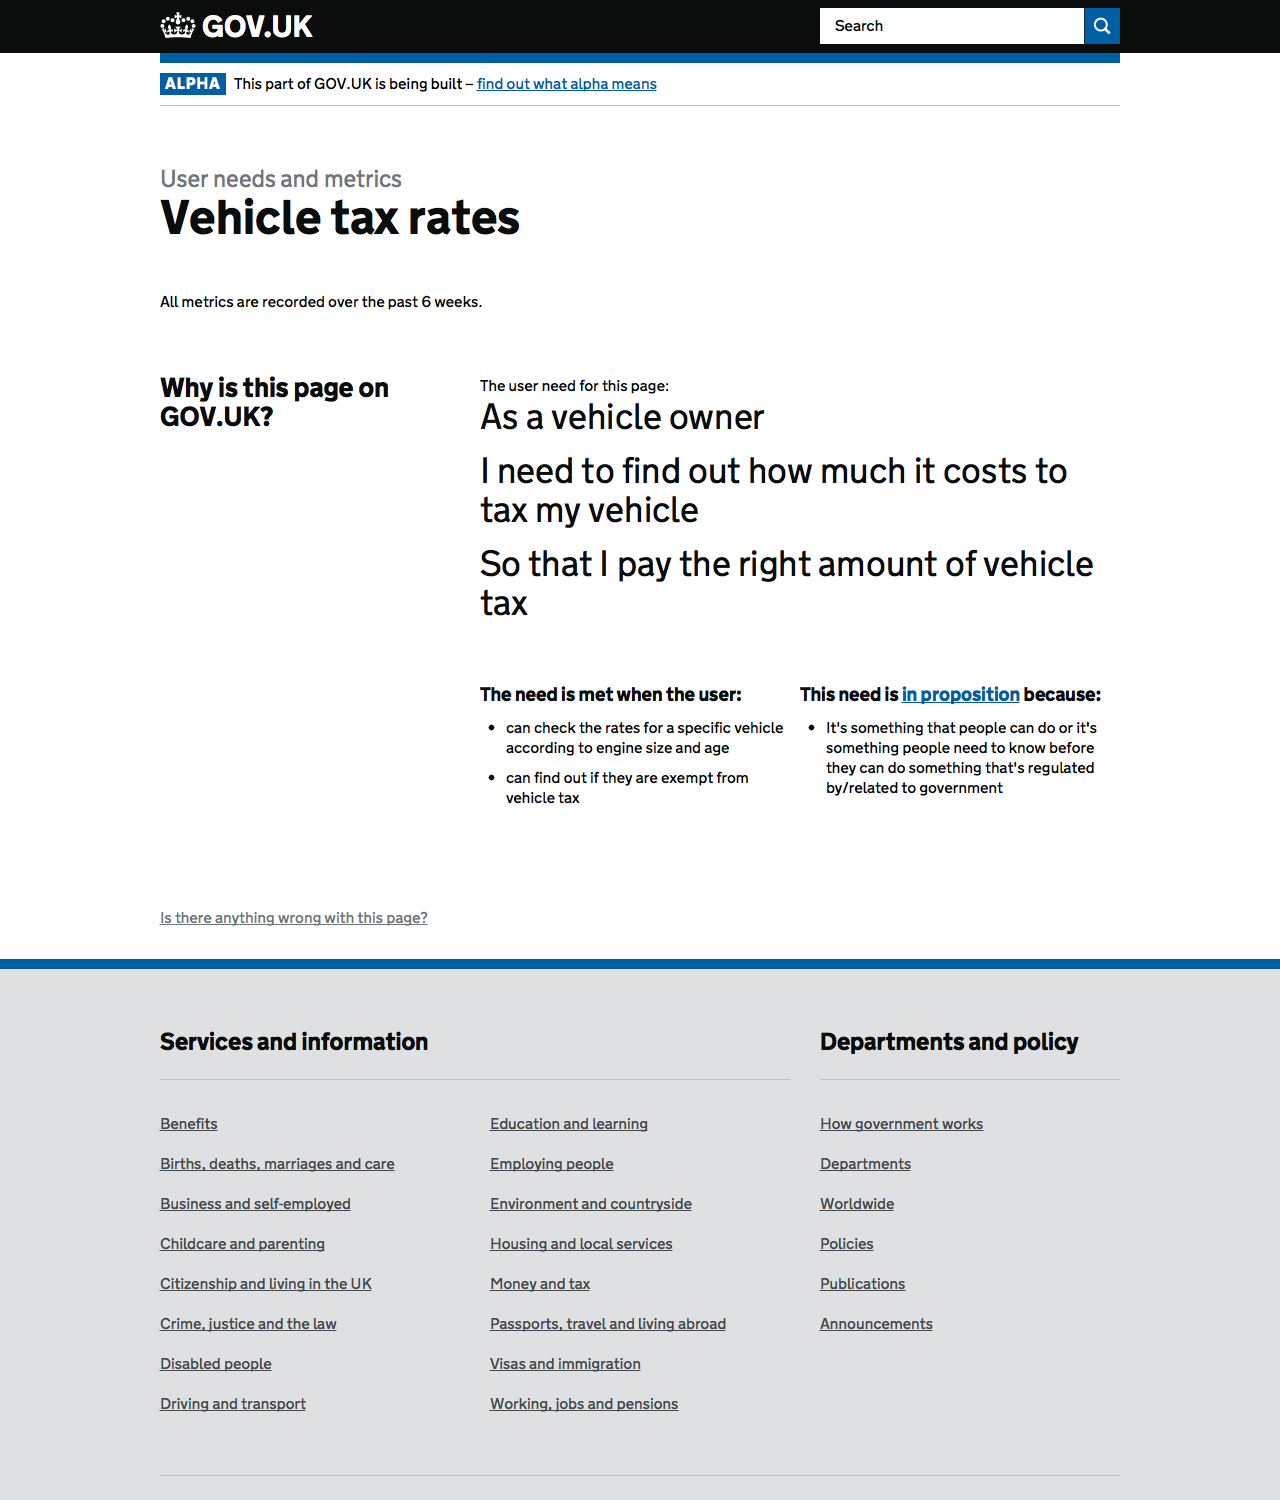 GOV.UK
Search
ALPHA This part of GOV.UK is being built – find out what alpha means
User needs and metrics
Vehicle tax rates
All metrics are recorded over the past 6 weeks.
Why is this page on
GOV.UK?
The user need for this page:
As a vehicle owner
I need to find out how much it costs to
tax my vehicle
So that I pay the right amount of vehicle
tax
The need is met when the user:
• can check the rates for a specific vehicle
according to engine size and age
• can find out if they are exempt from
vehicle tax
This need is in proposition because:
• It's something that people can do or it's
something people need to know before
they can do something that's regulated
by/related to government
Is there anything wrong with this page?
Services and information
Benefits
Births, deaths, marriages and care
Business and self-employed
Childcare and parenting
Citizenship and living in the UK
Crime, justice and the law
Disabled people
Driving and transport
Education and learning
Employing people
Environment and countryside
Housing and local services
Money and tax
Passports, travel and living abroad
Visas and immigration
Working, jobs and pensions
Departments and policy
How government works
Departments
Worldwide
Policies
Publications
Announcements